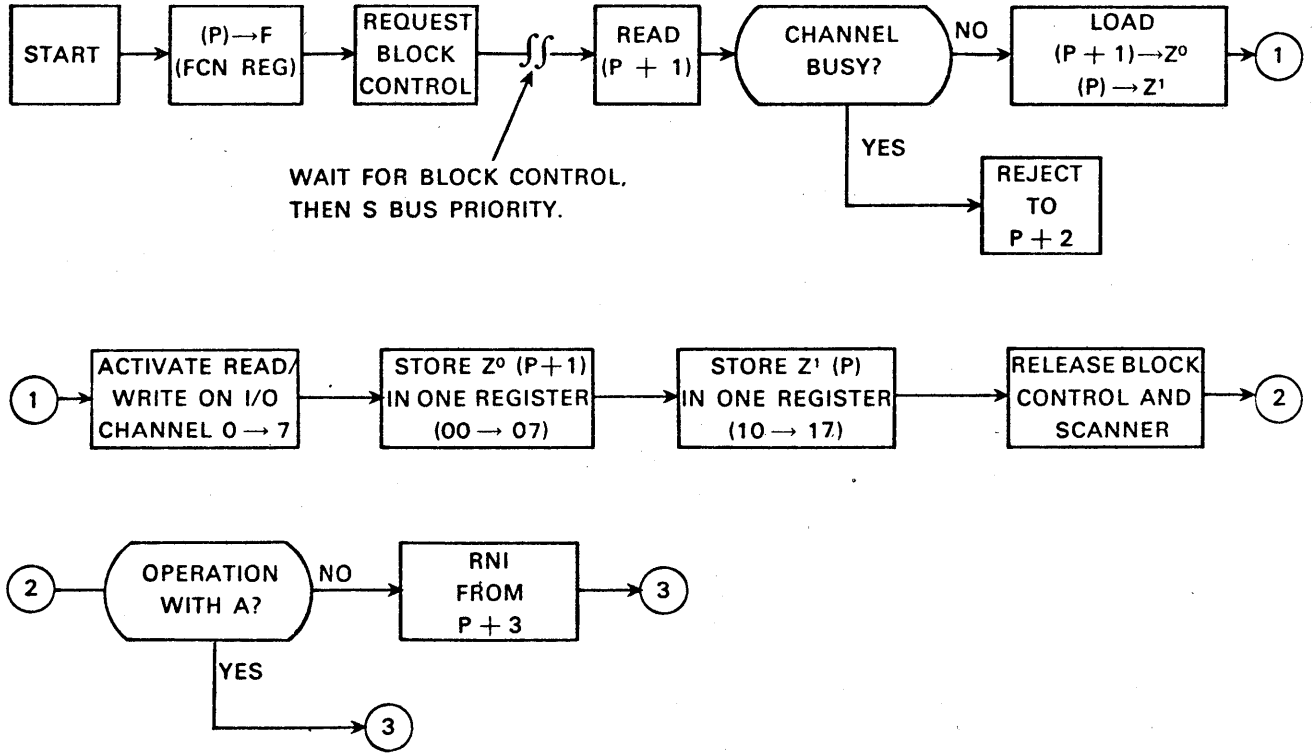 START
(P) → F
(FCN REG)
REQUEST
BLOCK
CONTROL
∬
READ
(P + 1)
CHANNEL
BUSY?
NO
LOAD
(P + 1) → Z⁰
(P) → Z¹
1
WAIT FOR BLOCK CONTROL,
THEN S BUS PRIORITY.
YES
REJECT
TO
P + 2
1
ACTIVATE READ/
WRITE ON I/O
CHANNEL 0 → 7
STORE Z⁰ (P+1)
IN ONE REGISTER
(00 → 07)
STORE Z¹ (P)
IN ONE REGISTER
(10 → 17)
RELEASE BLOCK
CONTROL AND
SCANNER
2
2
OPERATION
WITH A?
NO
RNI
FROM
P + 3
3
YES
3